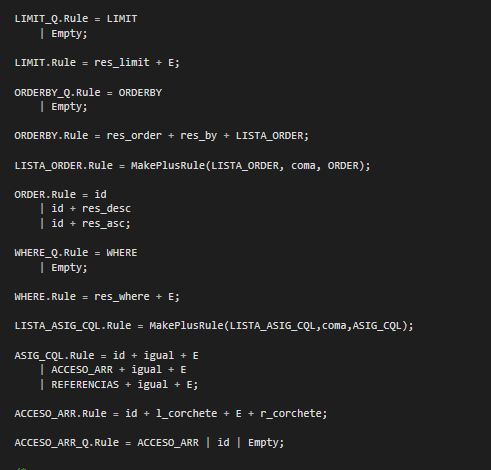 LIMIT_Q.Rule = LIMIT
| Empty;
LIMIT.Rule = res_limit + E;
ORDERBY_Q.Rule = ORDERBY
| Empty;
ORDERBY.Rule = res_order + res_by + LISTA_ORDER;
LISTA_ORDER.Rule = MakePlusRule(LISTA_ORDER, coma, ORDER);
ORDER.Rule = id
| id + res_desc
| id + res_asc;
WHERE_Q.Rule = WHERE
| Empty;
WHERE.Rule = res_where + E;
LISTA_ASIG_CQL.Rule = MakePlusRule(LISTA_ASIG_CQL,coma,ASIG_CQL);
ASIG_CQL.Rule = id + igual + E
| ACCESO_ARR + igual + E
| REFERENCIAS + igual + E;
ACCESO_ARR.Rule = id + l_corchete + E + r_corchete;
ACCESO_ARR_Q.Rule = ACCESO_ARR | id | Empty;